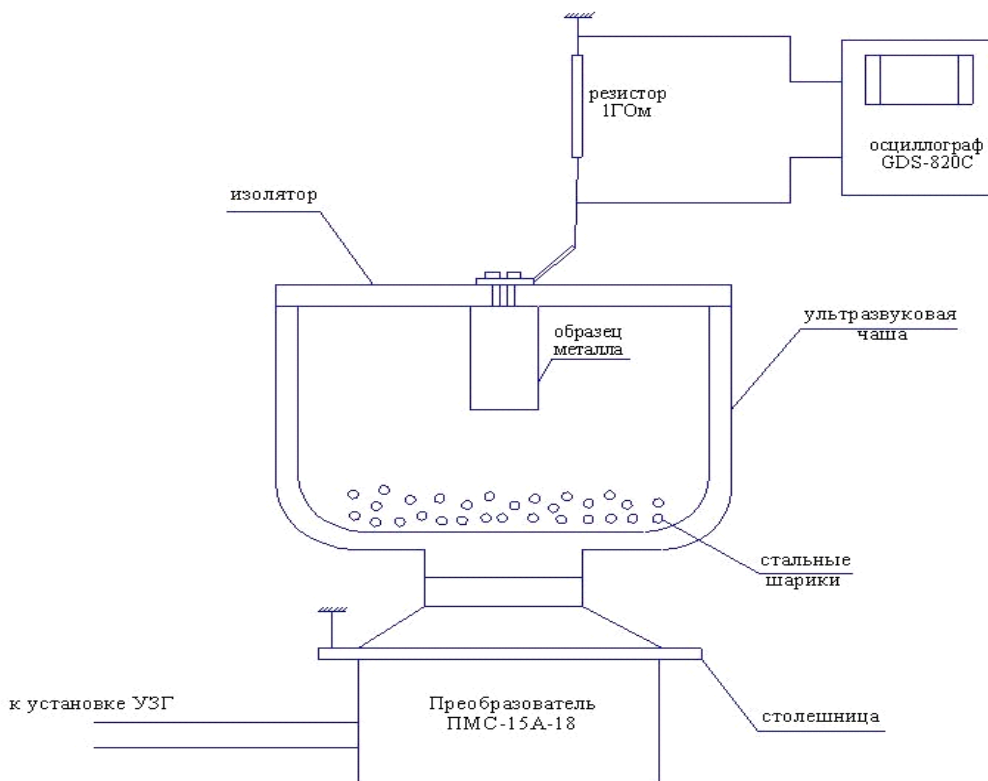 резистор
1ГОм
осциллограф
GDS-820C
изолятор
ультразвуковая
чаша
образец
металла
стальные
шарики
к установке УЗГ
Преобразователь
ПМС-15А-18
столешница